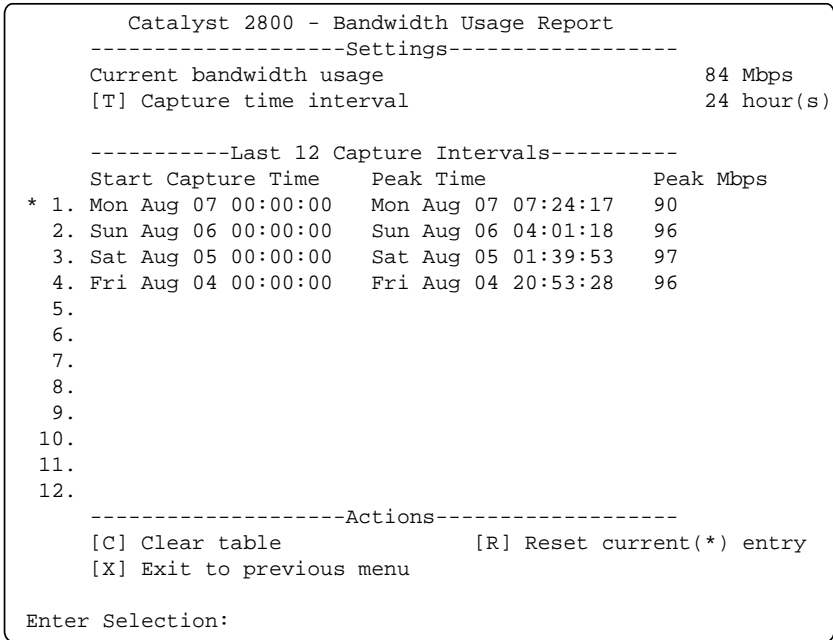 Catalyst 2800 - Bandwidth Usage Report
--------------------Settings------------------
Current bandwidth usage 84 Mbps
[T] Capture time interval 24 hour(s)
-----------Last 12 Capture Intervals----------
Start Capture Time Peak Time Peak Mbps
* 1. Mon Aug 07 00:00:00 Mon Aug 07 07:24:17 90
2. Sun Aug 06 00:00:00 Sun Aug 06 04:01:18 96
3. Sat Aug 05 00:00:00 Sat Aug 05 01:39:53 97
4. Fri Aug 04 00:00:00 Fri Aug 04 20:53:28 96
5.
6.
7.
8.
9.
10.
11.
12.
--------------------Actions-------------------
[C] Clear table [R] Reset current(*) entry
[X] Exit to previous menu
Enter Selection: